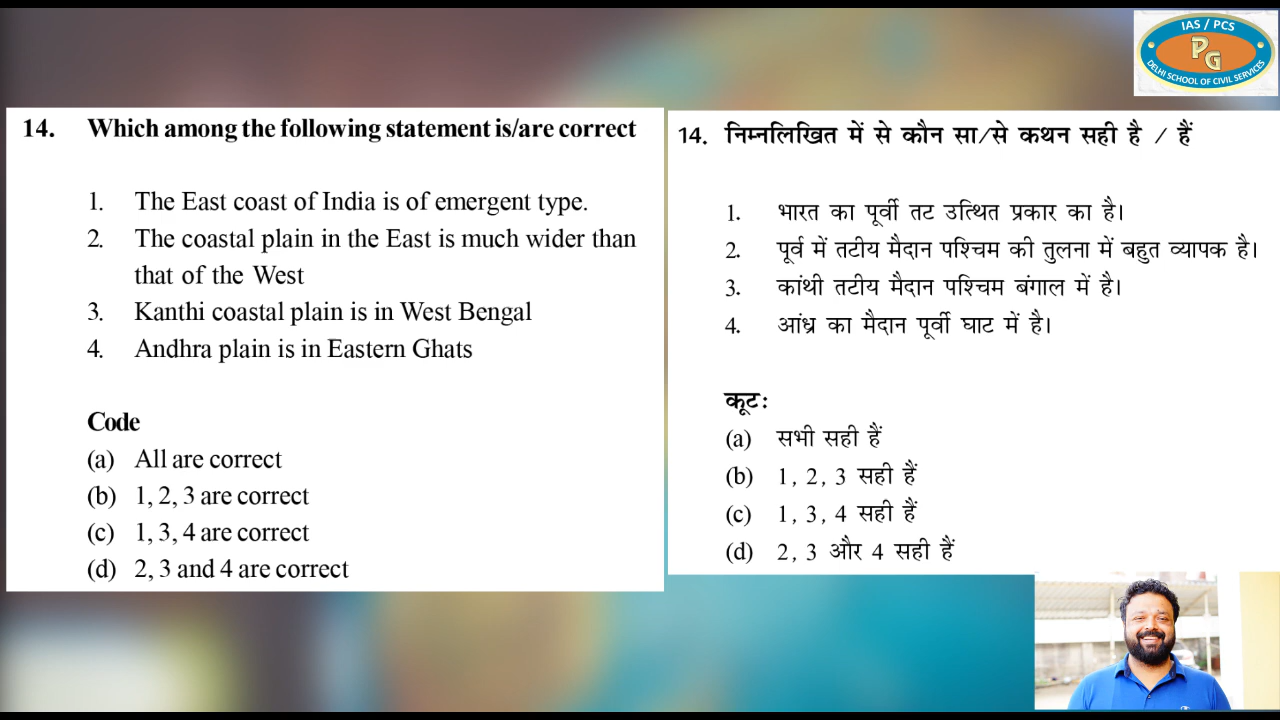 IAS / PCS
PG
DELHI SCHOOL OF CIVIL SERVICES
14. Which among the following statement is/are correct
1. The East coast of India is of emergent type.
2. The coastal plain in the East is much wider than
that of the West
3. Kanthi coastal plain is in West Bengal
4. Andhra plain is in Eastern Ghats
Code
(a) All are correct
(b) 1, 2, 3 are correct
(c) 1, 3, 4 are correct
(d) 2, 3 and 4 are correct
14. निम्नलिखित में से कौन सा/से कथन सही है / हैं
1. भारत का पूर्वी तट उत्थित प्रकार का है।
2. पूर्व में तटीय मैदान पश्चिम की तुलना में बहुत व्यापक है।
3. कांथी तटीय मैदान पश्चिम बंगाल में है।
4. आंध्र का मैदान पूर्वी घाट में है।
कूटः
(a) सभी सही हैं
(b) 1, 2, 3 सही हैं
(c) 1, 3, 4 सही हैं
(d) 2, 3 और 4 सही हैं